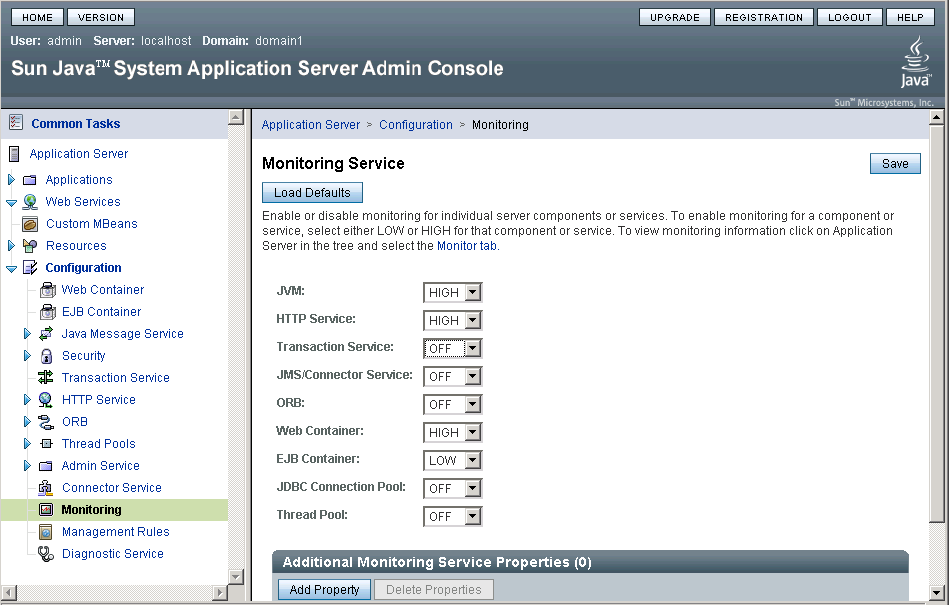 HOME VERSION UPGRADE REGISTRATION LOGOUT HELP
User: admin Server: localhost Domain: domain1
Sun Java™ System Application Server Admin Console
Java™
Sun™ Microsystems, Inc.
Common Tasks
Application Server
Applications
Web Services
Custom MBeans
Resources
Configuration
Web Container
EJB Container
Java Message Service
Security
Transaction Service
HTTP Service
ORB
Thread Pools
Admin Service
Connector Service
Monitoring
Management Rules
Diagnostic Service
Application Server > Configuration > Monitoring
Monitoring Service
Save
Load Defaults
Enable or disable monitoring for individual server components or services. To enable monitoring for a component or
service, select either LOW or HIGH for that component or service. To view monitoring information click on Application
Server in the tree and select the Monitor tab.
JVM: HIGH
HTTP Service: HIGH
Transaction Service: OFF
JMS/Connector Service: OFF
ORB: OFF
Web Container: HIGH
EJB Container: LOW
JDBC Connection Pool: OFF
Thread Pool: OFF
Additional Monitoring Service Properties (0)
Add Property Delete Properties